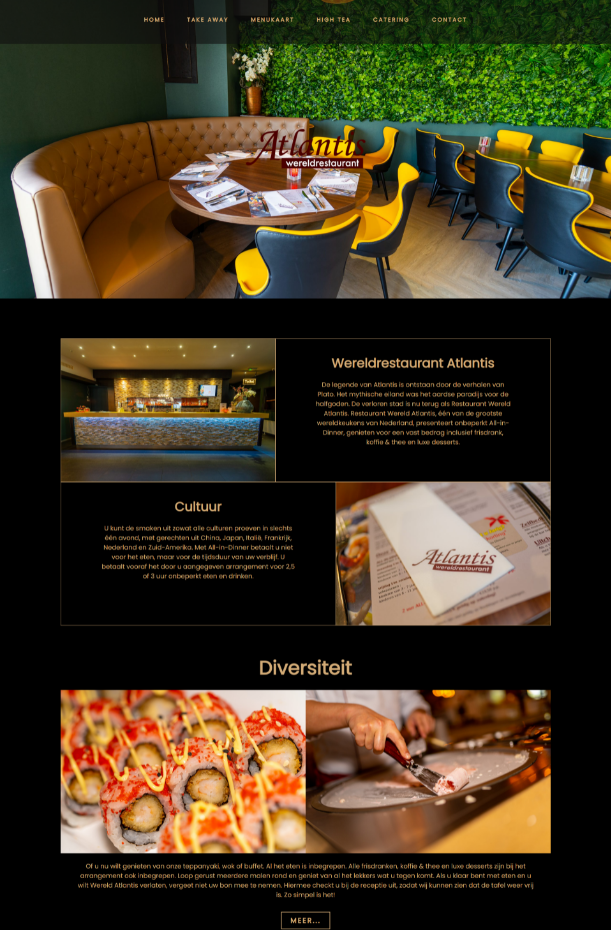 HOME TAKE AWAY MENUKAART HIGH TEA CATERING CONTACT
Atlantis
wereldrestaurant
Wereldrestaurant Atlantis
De legende van Atlantis is ontstaan door de verhalen van
Plato. Het mythische eiland was het aardse paradijs voor de
halfgoden. De verloren stad is nu terug als Restaurant Wereld
Atlantis. Restaurant Wereld Atlantis, één van de grootste
wereldkeukens van Nederland, presenteert onbeperkt All-in-
Dinner, genieten voor een vast bedrag inclusief frisdrank,
koffie & thee en luxe desserts.
Cultuur
U kunt de smaken uit zowat alle culturen proeven in slechts
één avond, met gerechten uit China, Japan, Italië, Frankrijk,
Nederland en Zuid-Amerika. Met All-in-Dinner betaalt u niet
voor het eten, maar voor de tijdsduur van uw verblijf. U
betaalt vooraf het door u aangegeven arrangement voor 2,5
of 3 uur onbeperkt eten en drinken.
Atlantis
wereldrestaurant
Diversiteit
Of u nu wilt genieten van onze teppanyaki, wok of buffet. Al het eten is inbegrepen. Alle frisdranken, koffie & thee en luxe desserts zijn bij het
arrangement ook inbegrepen. Loop gerust meerdere malen rond en geniet van al het lekkers wat u tegen komt. Als u klaar bent met eten en u
wilt Wereld Atlantis verlaten, vergeet niet uw bon mee te nemen. Hiermee checkt u bij de receptie uit, zodat wij kunnen zien dat de tafel weer vrij
is. Zo simpel is het!
MEER...